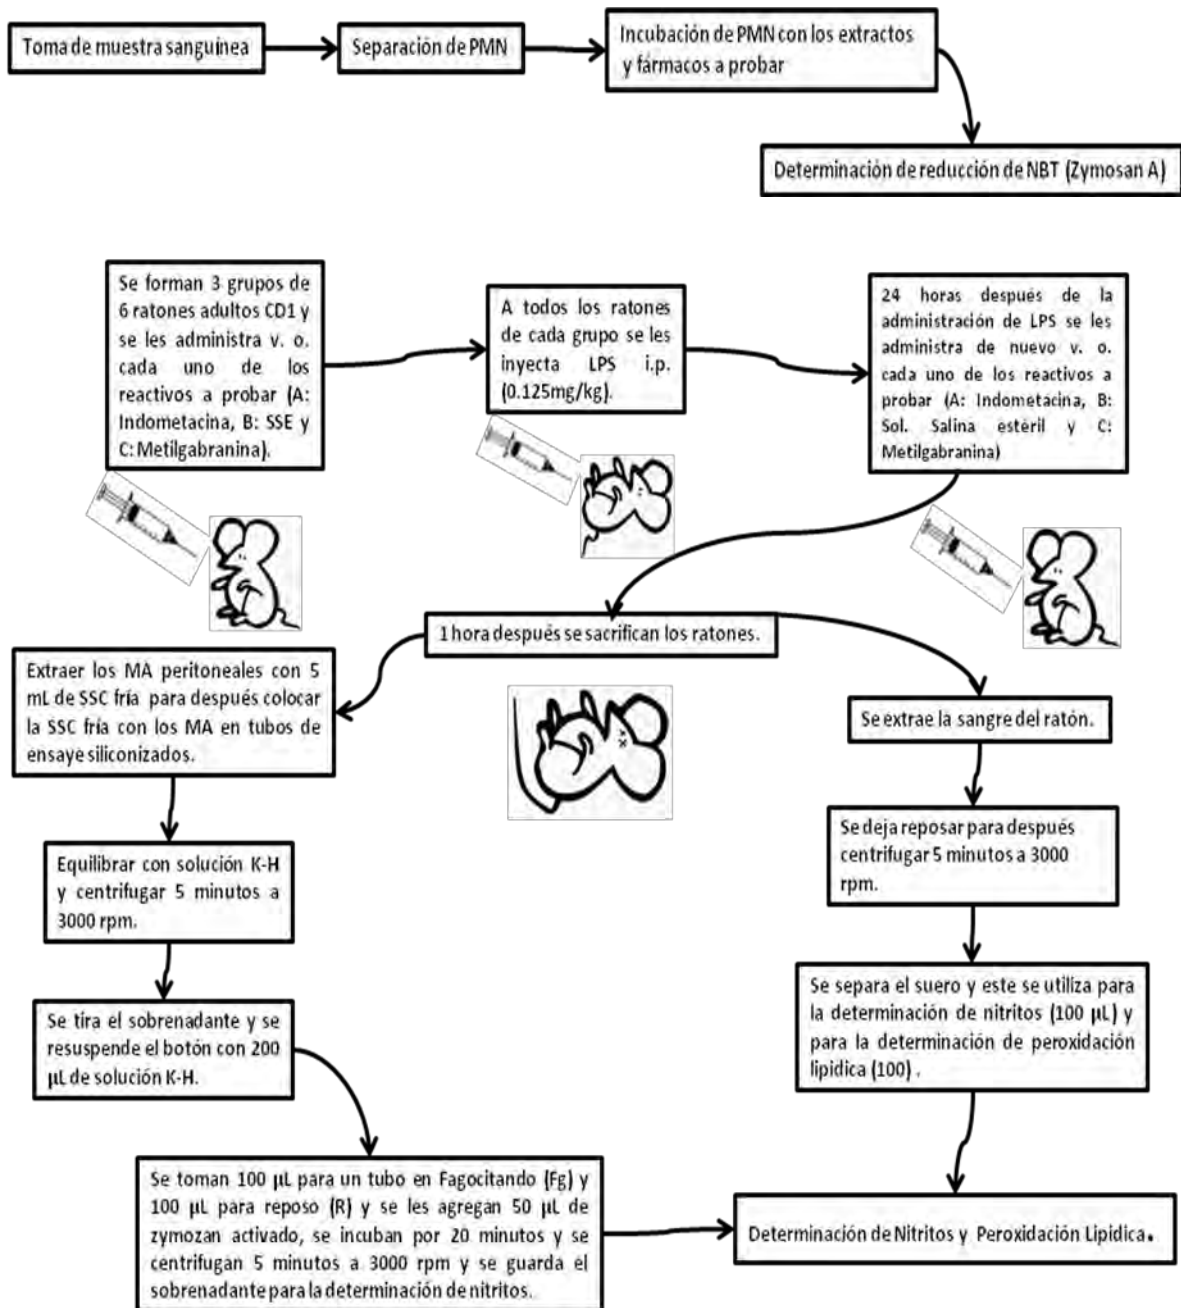 Toma de muestra sanguínea
Separación de PMN
Incubación de PMN con los extractos
y fármacos a probar
Determinación de reducción de NBT (Zymosan A)
Se forman 3 grupos de
6 ratones adultos CD1 y
se les administra v. o.
cada uno de los
reactivos a probar (A:
Indometacina, B: SSE y
C: Metilgabranina).
A todos los ratones
de cada grupo se les
inyecta LPS i.p.
(0.125mg/kg).
24 horas después de la
administración de LPS se les
administra de nuevo v. o.
cada uno de los reactivos a
probar (A: Indometacina, B:
Sol. Salina estéril y C:
Metilgabranina)
1 hora después se sacrifican los ratones.
Extraer los MA peritoneales con 5
mL de SSC fría para después colocar
la SSC fría con los MA en tubos de
ensaye siliconizados.
Se extrae la sangre del ratón.
Se deja reposar para después
centrifugar 5 minutos a 3000
rpm.
Equilibrar con solución K-H
y centrifugar 5 minutos a
3000 rpm.
Se separa el suero y este se utiliza para
la determinación de nitritos (100 µL) y
para la determinación de peroxidación
lipidica (100) .
Se tira el sobrenadante y se
resuspende el botón con 200
µL de solución K-H.
Se toman 100 µL para un tubo en Fagocitando (Fg) y
100 µL para reposo (R) y se les agregan 50 µL de
zymozan activado, se incuban por 20 minutos y se
centrifugan 5 minutos a 3000 rpm y se guarda el
sobrenadante para la determinación de nitritos.
Determinación de Nitritos y Peroxidación Lipidica.